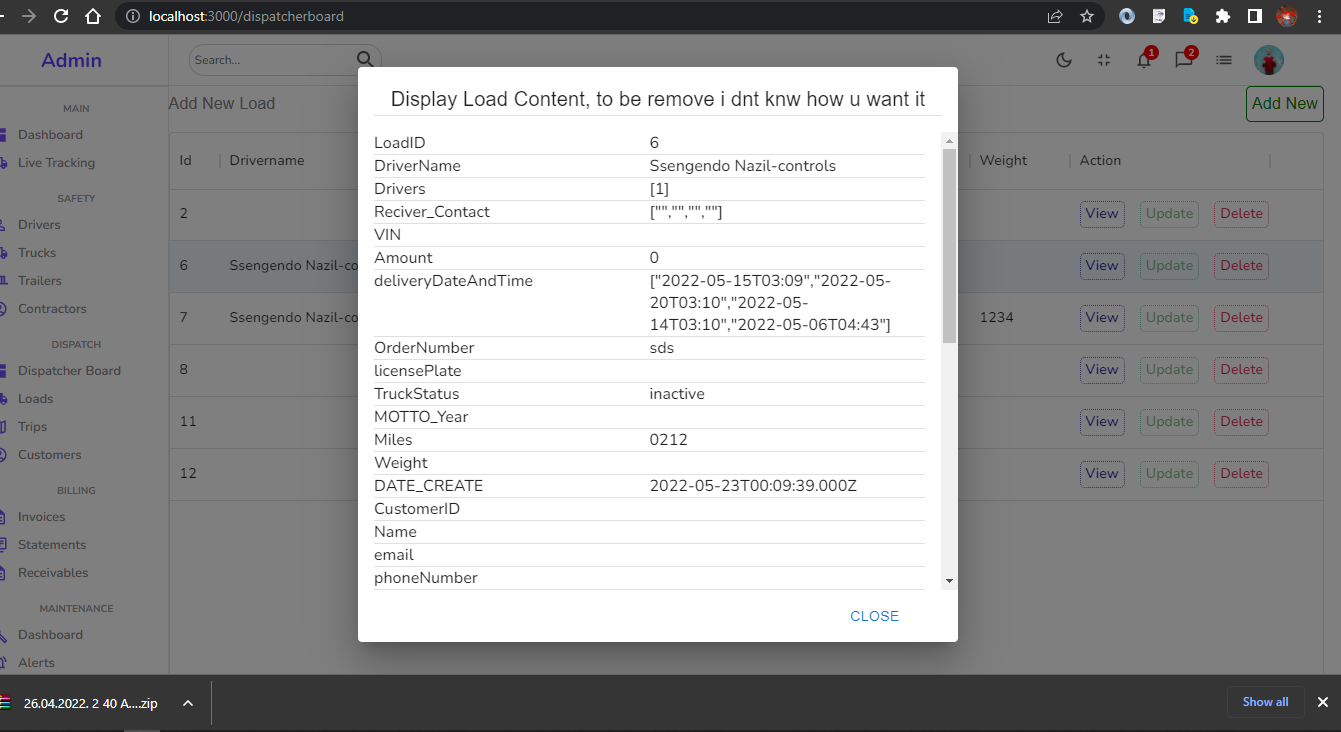 localhost:3000/dispatcherboard
Admin
Search...
1
2
MAIN
Dashboard
Live Tracking
SAFETY
Drivers
Trucks
Trailers
Contractors
DISPATCH
Dispatcher Board
Loads
Trips
Customers
BILLING
Invoices
Statements
Receivables
MAINTENANCE
Dashboard
Alerts
Add New Load
Add New
Id Drivername Weight Action
2 View Update Delete
6 Ssengendo Nazil-co View Update Delete
7 Ssengendo Nazil-co 1234 View Update Delete
8 View Update Delete
11 View Update Delete
12 View Update Delete
Display Load Content, to be remove i dnt knw how u want it
LoadID 6
DriverName Ssengendo Nazil-controls
Drivers [1]
Reciver_Contact ["","","",""]
VIN
Amount 0
deliveryDateAndTime ["2022-05-15T03:09","2022-05-
20T03:10","2022-05-
14T03:10","2022-05-06T04:43"]
OrderNumber sds
licensePlate
TruckStatus inactive
MOTTO_Year
Miles 0212
Weight
DATE_CREATE 2022-05-23T00:09:39.000Z
CustomerID
Name
email
phoneNumber
CLOSE
26.04.2022. 2 40 A....zip
Show all